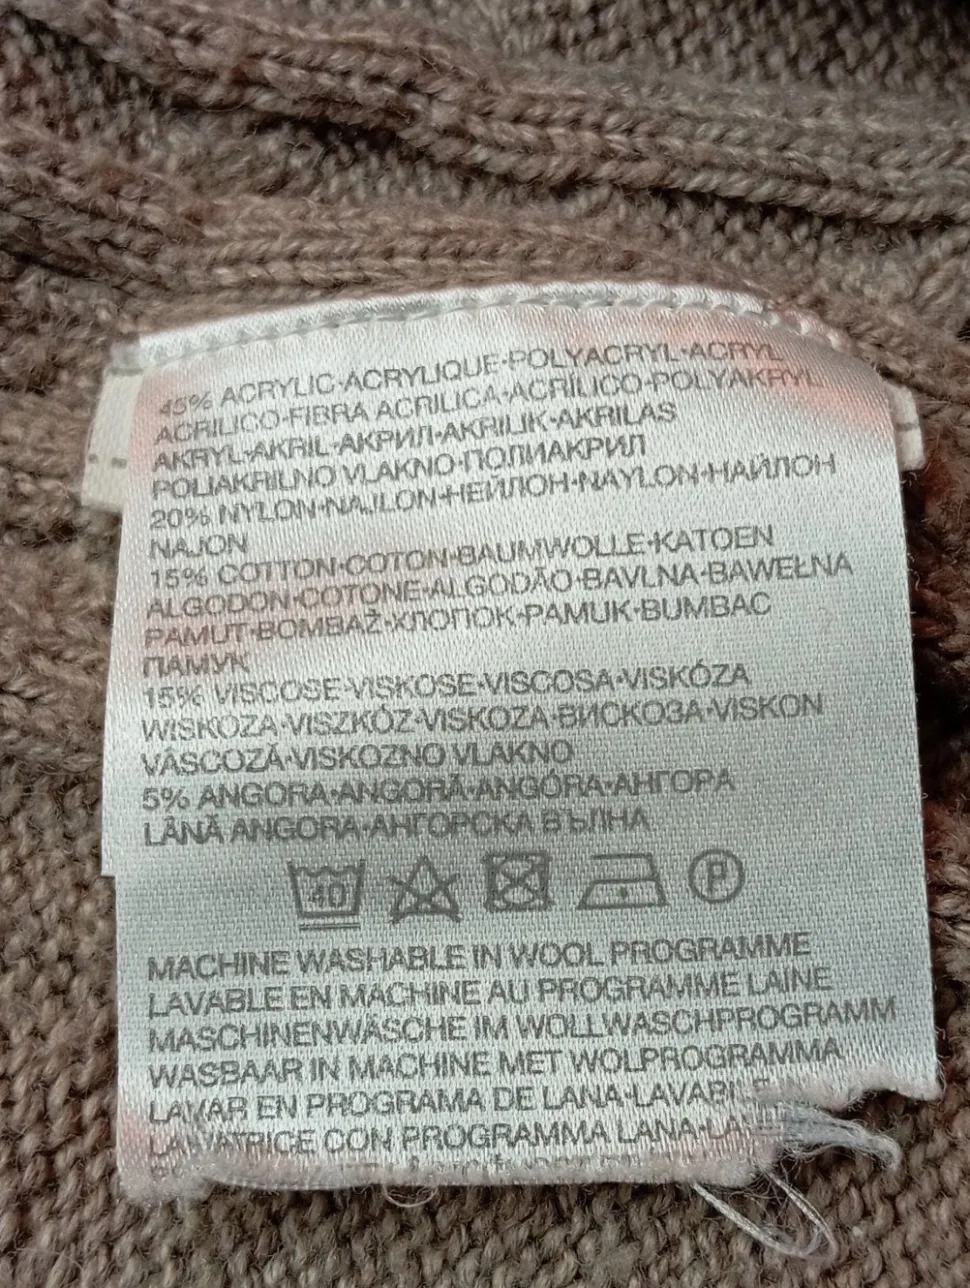 45% ACRYLIC·ACRYLIQUE·POLYACRYL·ACRYL
ACRILICO·FIBRA ACRILICA·ACRÍLICO·POLYAKRYL
AKRYL·AKRIL·АКРИЛ·AKRILIK·AKRILAS
POLIAKRILNO VLAKNO·ПОЛИАКРИЛ
20% NYLON·NAJLON·НЕЙЛОН·NAYLON·НАЙЛОН
NAJON
15% COTTON·COTON·BAUMWOLLE·KATOEN
ALGODON·COTONE·ALGODÃO·BAVLNA·BAWEŁNA
PAMUT·BOMBAŽ·ХЛОПОК·PAMUK·BUMBAC
ПАМУК
15% VISCOSE·VISKOSE·VISCOSA·VISKÓZA
WISKOZA·VISZKÓZ·VISKOZA·ВИСКОЗА·VISKON
VÂSCOZĂ·VISKOZNO VLAKNO
5% ANGORA·ANGORĂ·ANGÓRA·АНГОРА
LÂNĂ ANGORA·АНГОРСКА ВЪЛНА
40 P
MACHINE WASHABLE IN WOOL PROGRAMME
LAVABLE EN MACHINE AU PROGRAMME LAINE
MASCHINENWÄSCHE IM WOLLWASCHPROGRAMM
WASBAAR IN MACHINE MET WOLPROGRAMMA
LAVAR EN PROGRAMA DE LANA·LAVABILE
LAVATRICE CON PROGRAMMA LANA·